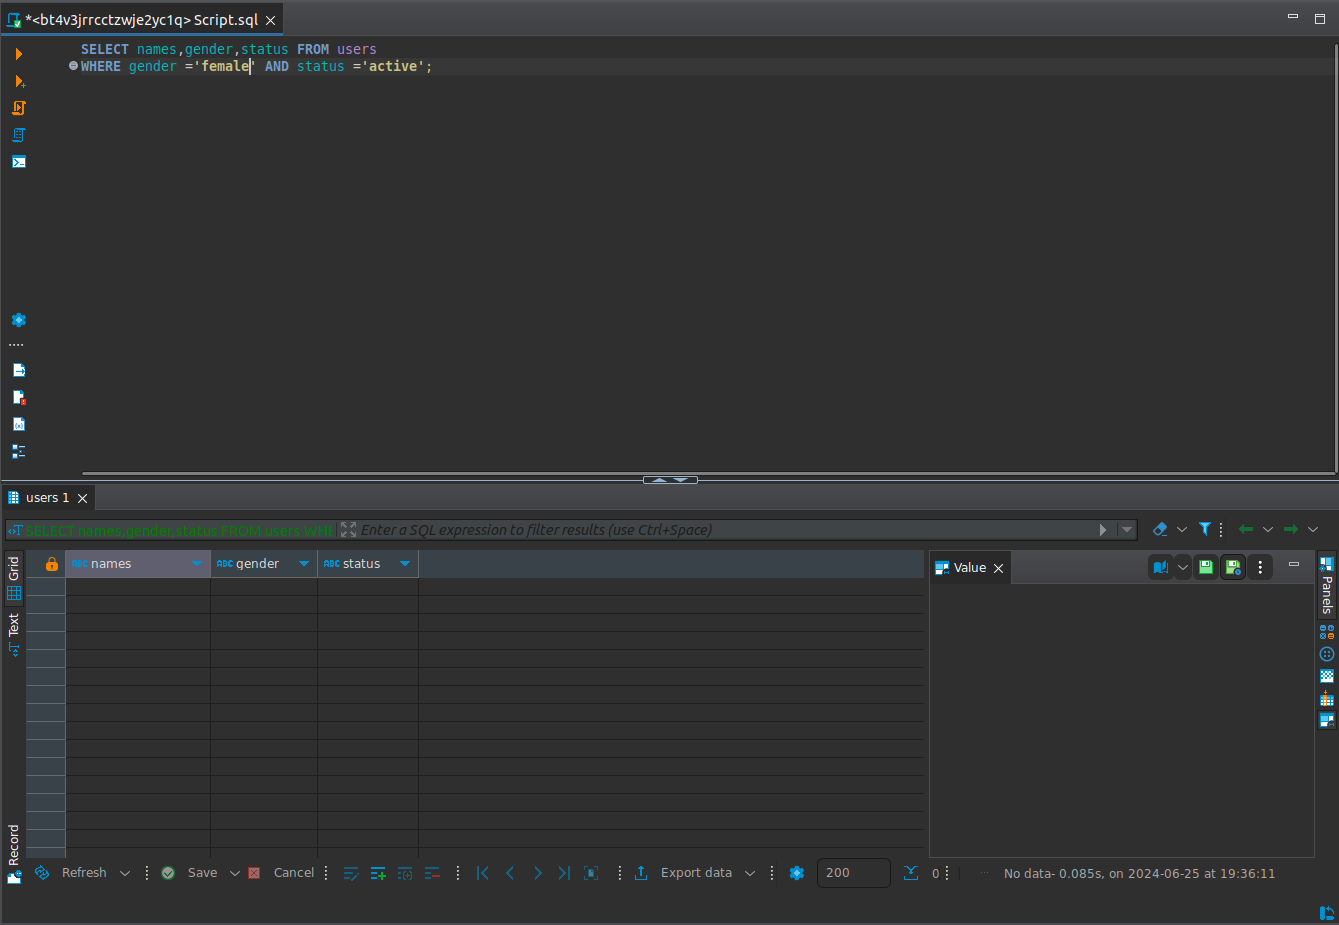 *<bt4v3jrrcctzwje2yc1q> Script.sql
SELECT names,gender,status FROM users
WHERE gender ='female' AND status ='active';
users 1
SELECT names,gender,status FROM users WHE
Enter a SQL expression to filter results (use Ctrl+Space)
Grid
Text
Record
ABC names
ABC gender
ABC status
Value
Panels
Refresh
Save
Cancel
Export data
200
0
No data- 0.085s, on 2024-06-25 at 19:36:11